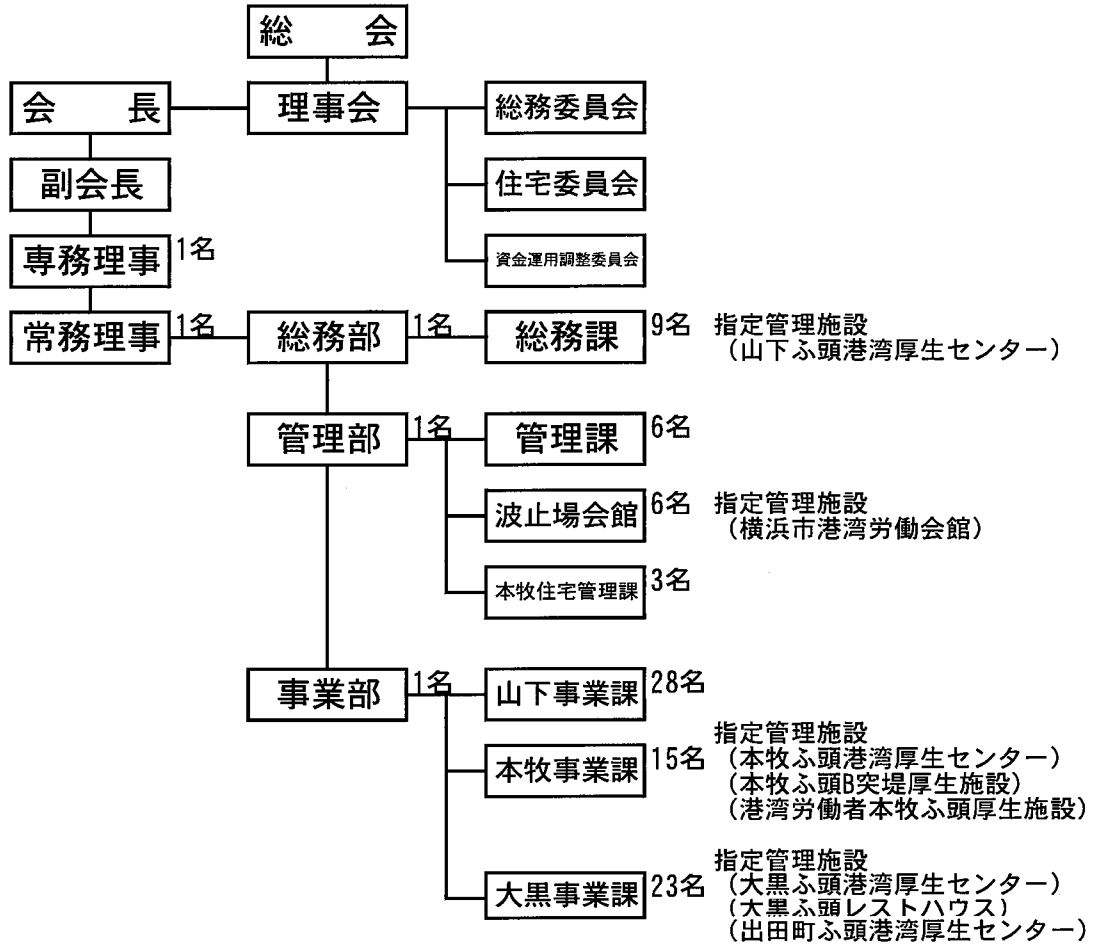 総　　会
会　　長
理事会
総務委員会
副会長
住宅委員会
専務理事
1名
資金運用調整委員会
常務理事
1名
総務部
1名
総務課
9名
指定管理施設
（山下ふ頭港湾厚生センター）
管理部
1名
管理課
6名
波止場会館
6名
指定管理施設
（横浜市港湾労働会館）
本牧住宅管理課
3名
事業部
1名
山下事業課
28名
本牧事業課
15名
指定管理施設
（本牧ふ頭港湾厚生センター）
（本牧ふ頭B突堤厚生施設）
（港湾労働者本牧ふ頭厚生施設）
大黒事業課
23名
指定管理施設
（大黒ふ頭港湾厚生センター）
（大黒ふ頭レストハウス）
（出田町ふ頭港湾厚生センター）